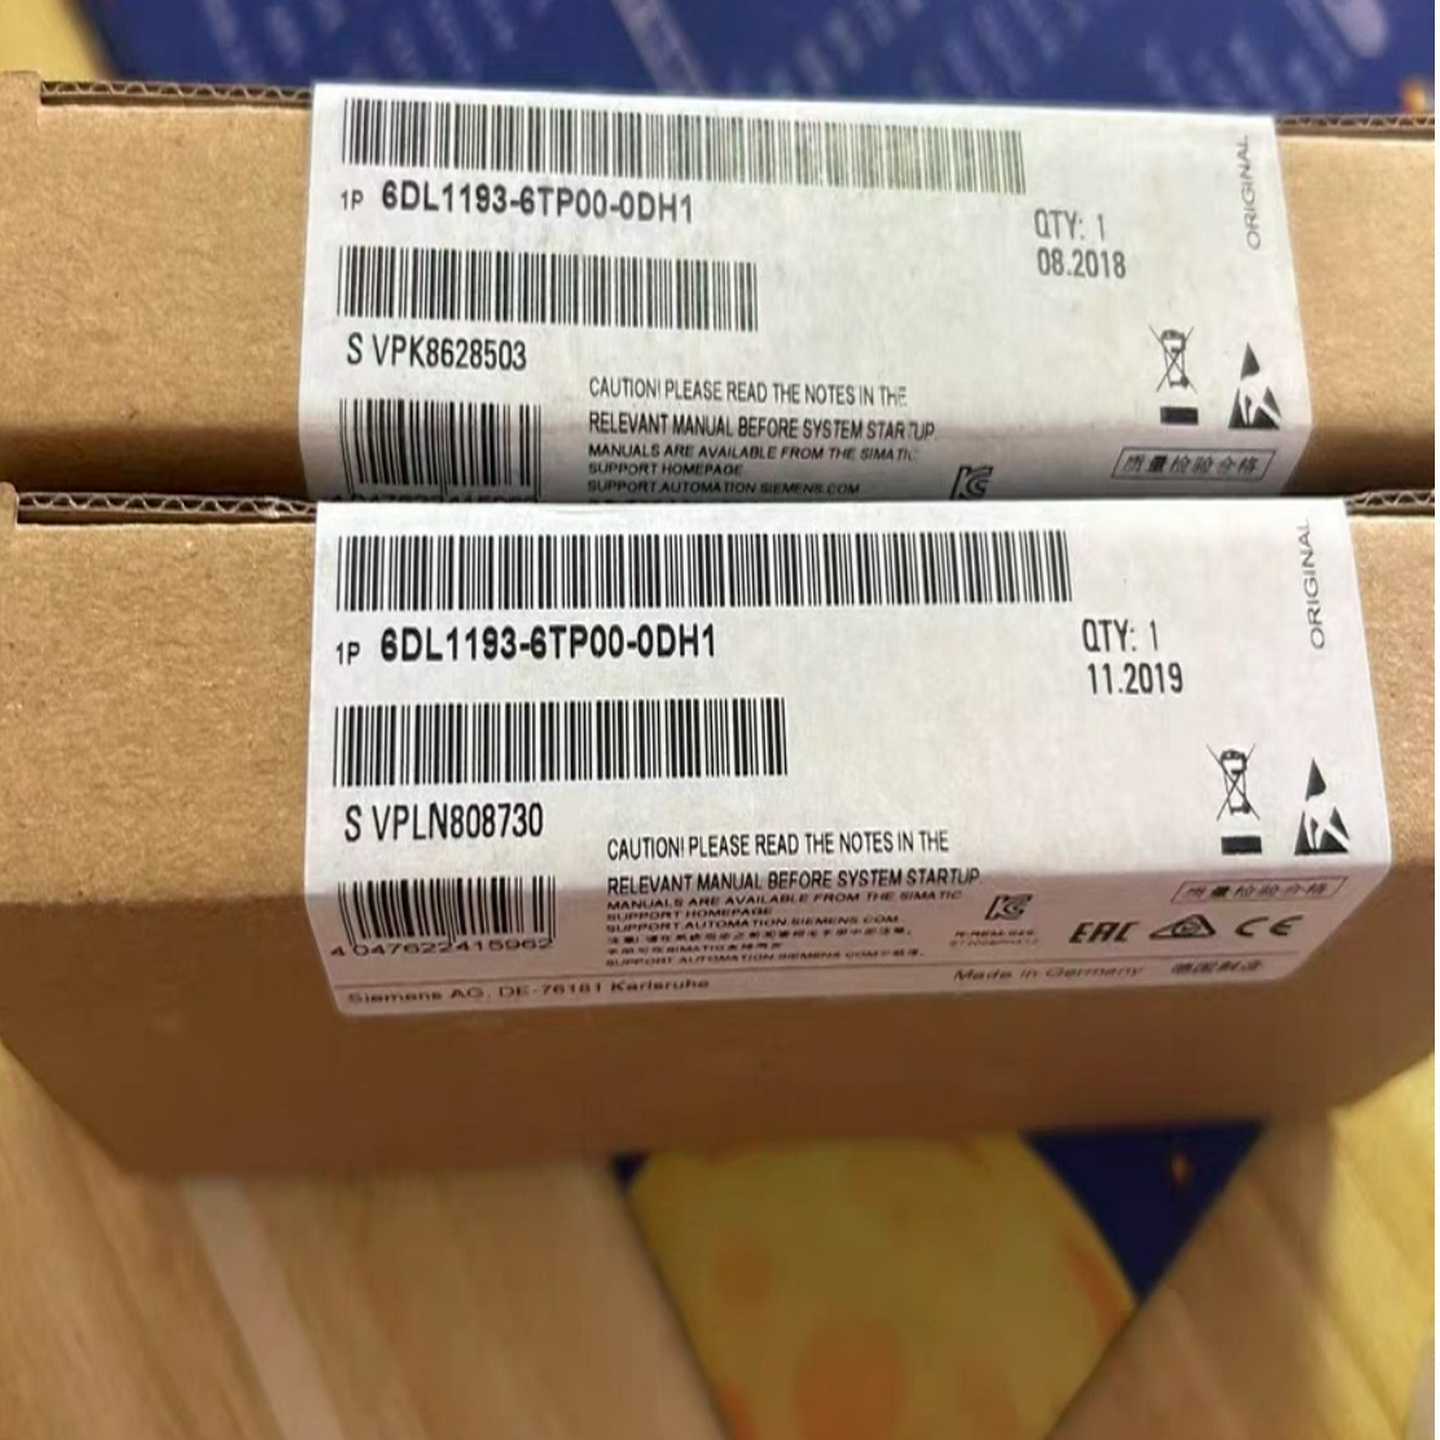 1P 6DL1193-6TP00-0DH1
QTY: 1
08.2018
ORIGINAL
S VPK8628503
CAUTION! PLEASE READ THE NOTES IN THE
RELEVANT MANUAL BEFORE SYSTEM STARTUP.
MANUALS ARE AVAILABLE FROM THE SIMATIC
SUPPORT HOMEPAGE
SUPPORT.AUTOMATION.SIEMENS.COM
质量检验合格
4 047622415962
1P 6DL1193-6TP00-0DH1
QTY: 1
11.2019
ORIGINAL
S VPLN808730
CAUTION! PLEASE READ THE NOTES IN THE
RELEVANT MANUAL BEFORE SYSTEM STARTUP.
MANUALS ARE AVAILABLE FROM THE SIMATIC
SUPPORT HOMEPAGE
SUPPORT.AUTOMATION.SIEMENS.COM
SUPPORT.AUTOMATION.SIEMENS.COM
质量检验合格
EAC CE
4 047622415962
Siemens AG, DE-76181 Karlsruhe
Made in Germany 德国制造